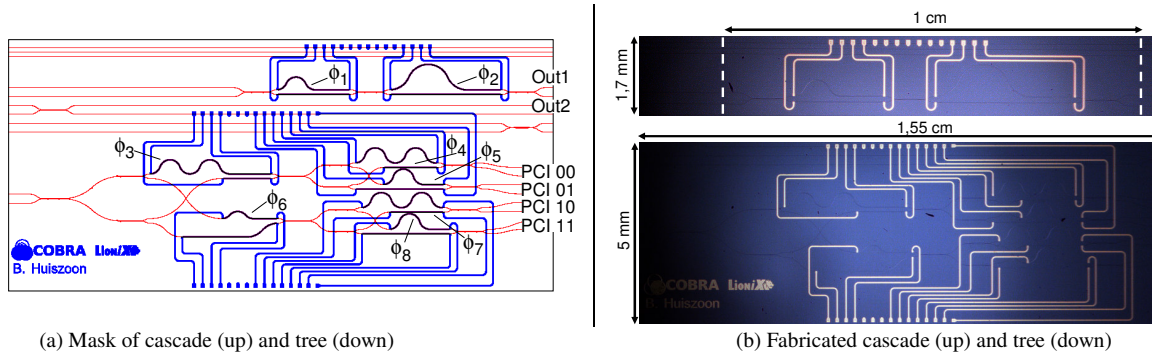 ϕ1
ϕ2
Out1
Out2
ϕ3
ϕ4
ϕ5
PCI 00
PCI 01
PCI 10
PCI 11
ϕ6
ϕ7
ϕ8
COBRA LioniX
B. Huiszoon
(a) Mask of cascade (up) and tree (down)
1 cm
1,7 mm
1,55 cm
5 mm
COBRA LioniX
B. Huiszoon
(b) Fabricated cascade (up) and tree (down)